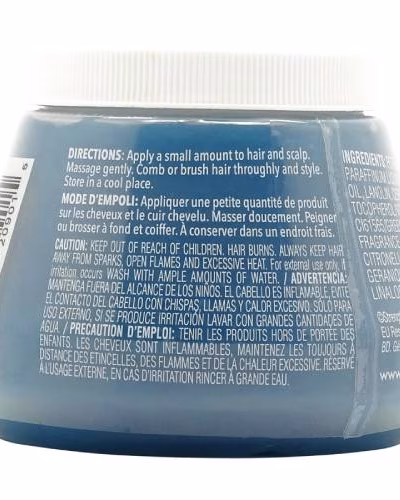 DIRECTIONS: Apply a small amount to hair and scalp.
Massage gently. Comb or brush hair throughly and style.
Store in a cool place.
MODE D'EMPLOI: Appliquer une petite quantité de produit
sur les cheveux et le cuir chevelu. Masser doucement. Peigner
ou brosser à fond et coiffer. À conserver dans un endroit frais.
CAUTION: KEEP OUT OF REACH OF CHILDREN. HAIR BURNS. ALWAYS KEEP HAIR
AWAY FROM SPARKS, OPEN FLAMES AND EXCESSIVE HEAT. For external use only, if
irritation occurs WASH WITH AMPLE AMOUNTS OF WATER. / ADVERTENCIA:
MANTENGA FUERA DEL ALCANCE DE LOS NIÑOS. EL CABELLO ES INFLAMABLE, EVITE
EL CONTACTO DEL CABELLO CON CHISPAS, LLAMAS Y CALOR EXCESIVO. SÓLO PARA
USO EXTERNO, SI SE PRODUCE IRRITACIÓN LAVAR CON GRANDES CANTIDADES DE
AGUA. / PRECAUTION D'EMPLOI: TENIR LES PRODUITS HORS DE PORTÉE DES
ENFANTS. LES CHEVEUX SONT INFLAMMABLES, MAINTENEZ LES TOUJOURS À
DISTANCE DES ETINCELLES, DES FLAMMES ET DE LA CHALEUR EXCESSIVE. RÉSERVÉ
À L'USAGE EXTERNE, EN CAS D'IRRITATION RINCER À GRANDE EAU.
PARAFFINUM
OIL, LANOLIN
TOCOPHEROL
FRAGRANCE
CITRONELL
GERANIO
LINALO
EU
BD.
www.